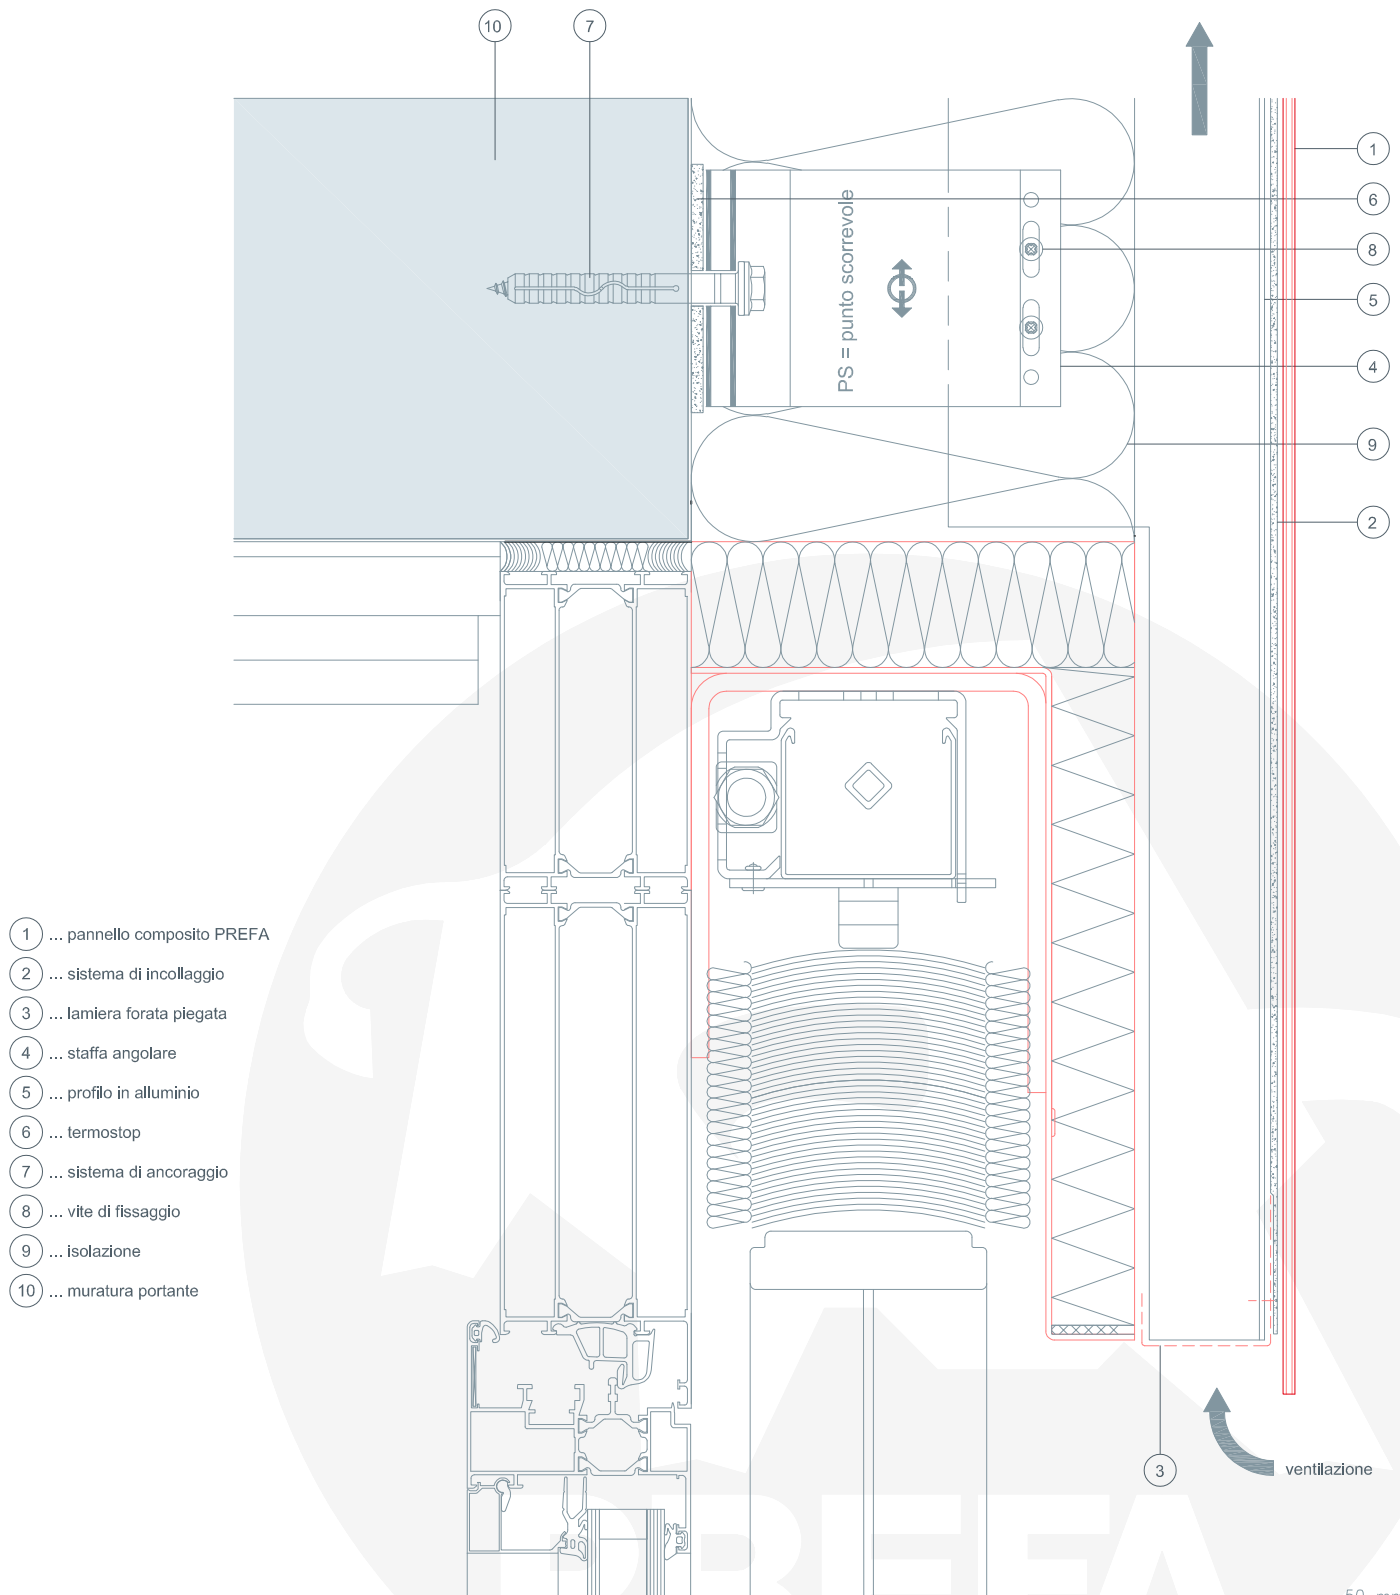 10
7
1
6
8
5
4
9
2
PS = punto scorrevole
1 ... pannello composito PREFA
2 ... sistema di incollaggio
3 ... lamiera forata piegata
4 ... staffa angolare
5 ... profilo in alluminio
6 ... termostop
7 ... sistema di ancoraggio
8 ... vite di fissaggio
9 ... isolazione
10 ... muratura portante
3
ventilazione
PREFA